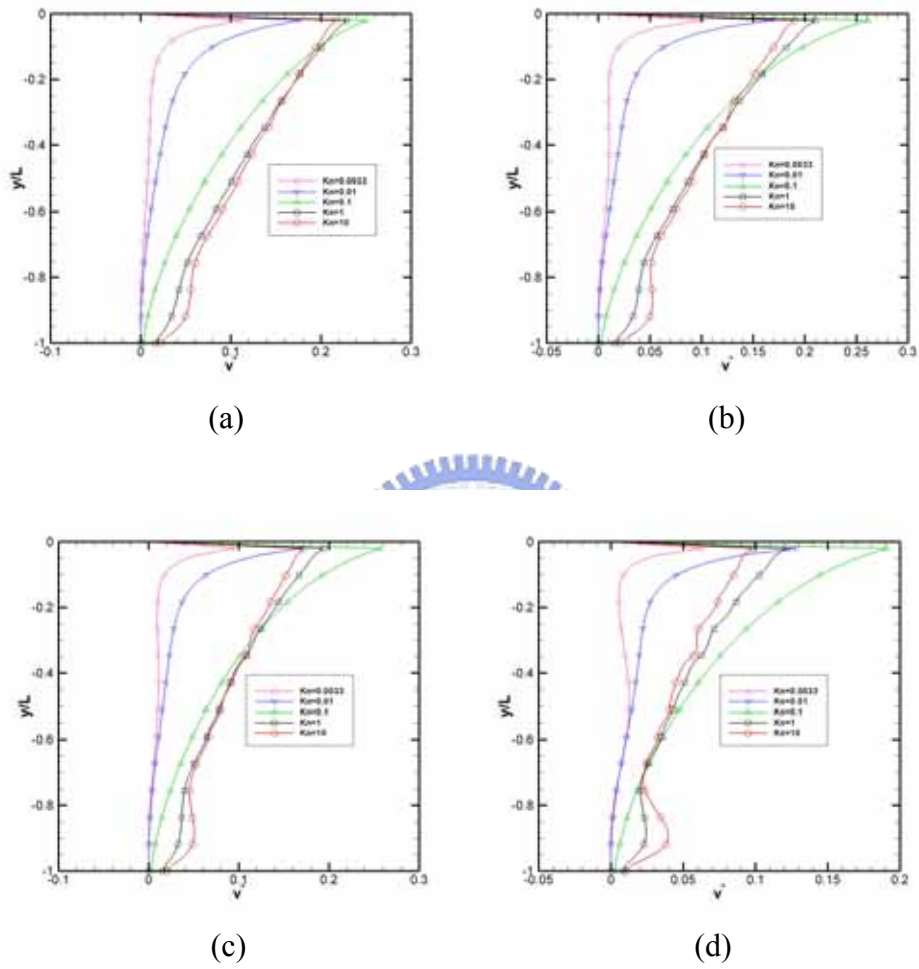 0
-0.2
-0.4
-0.6
-0.8
-1
y/L
-0.1
0
0.1
0.2
0.3
v*
Kn=0.0033
Kn=0.01
Kn=0.1
Kn=1
Kn=10
(a)
0
-0.2
-0.4
-0.6
-0.8
-1
y/L
-0.05
0
0.05
0.1
0.15
0.2
0.25
0.3
v*
Kn=0.0033
Kn=0.01
Kn=0.1
Kn=1
Kn=10
(b)
0
-0.2
-0.4
-0.6
-0.8
-1
y/L
-0.1
0
0.1
0.2
0.3
v*
Kn=0.0033
Kn=0.01
Kn=0.1
Kn=1
Kn=10
(c)
0
-0.2
-0.4
-0.6
-0.8
-1
y/L
-0.05
0
0.05
0.1
0.15
0.2
v*
Kn=0.0033
Kn=0.01
Kn=0.1
Kn=1
Kn=10
(d)